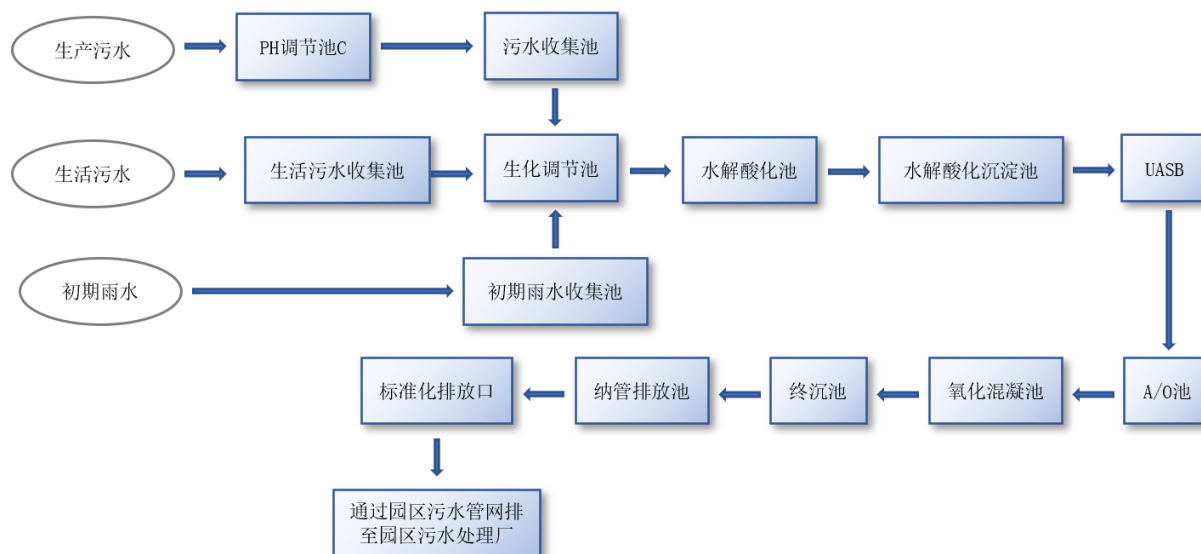 生产污水
PH调节池C
污水收集池
生活污水
生活污水收集池
生化调节池
水解酸化池
水解酸化沉淀池
UASB
初期雨水
初期雨水收集池
标准化排放口
纳管排放池
终沉池
氧化混凝池
A/O池
通过园区污水管网排
至园区污水处理厂